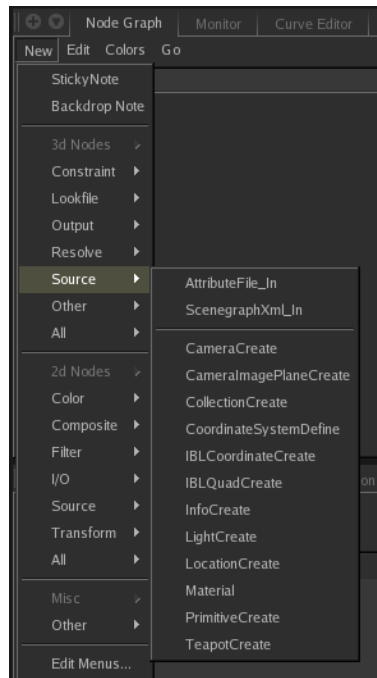 Node Graph Monitor Curve Editor
New Edit Colors Go
StickyNote
Backdrop Note
3d Nodes
Constraint
Lookfile
Output
Resolve
Source
Other
All
2d Nodes
Color
Composite
Filter
I/O
Source
Transform
All
Misc
Other
Edit Menus...
AttributeFile_In
ScenegraphXml_In
CameraCreate
CameraImagePlaneCreate
CollectionCreate
CoordinateSystemDefine
IBLCoordinateCreate
IBLQuadCreate
InfoCreate
LightCreate
LocationCreate
Material
PrimitiveCreate
TeapotCreate
on